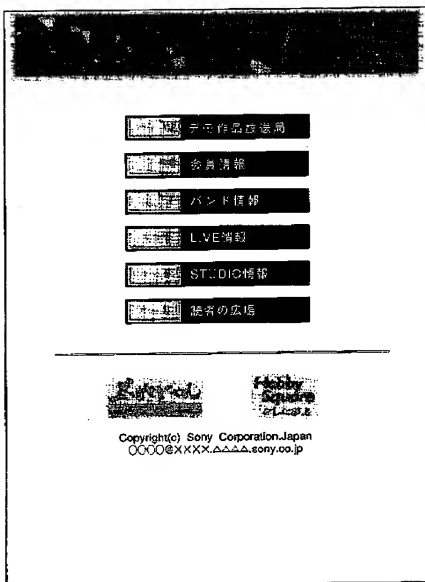 デモ作品放送局
会員情報
バンド情報
LIVE情報
STUDIO情報
読者の広場
Hobby
Square
Copyright(c) Sony Corporation.Japan
○○○○@××××.△△△△.sony.co.jp